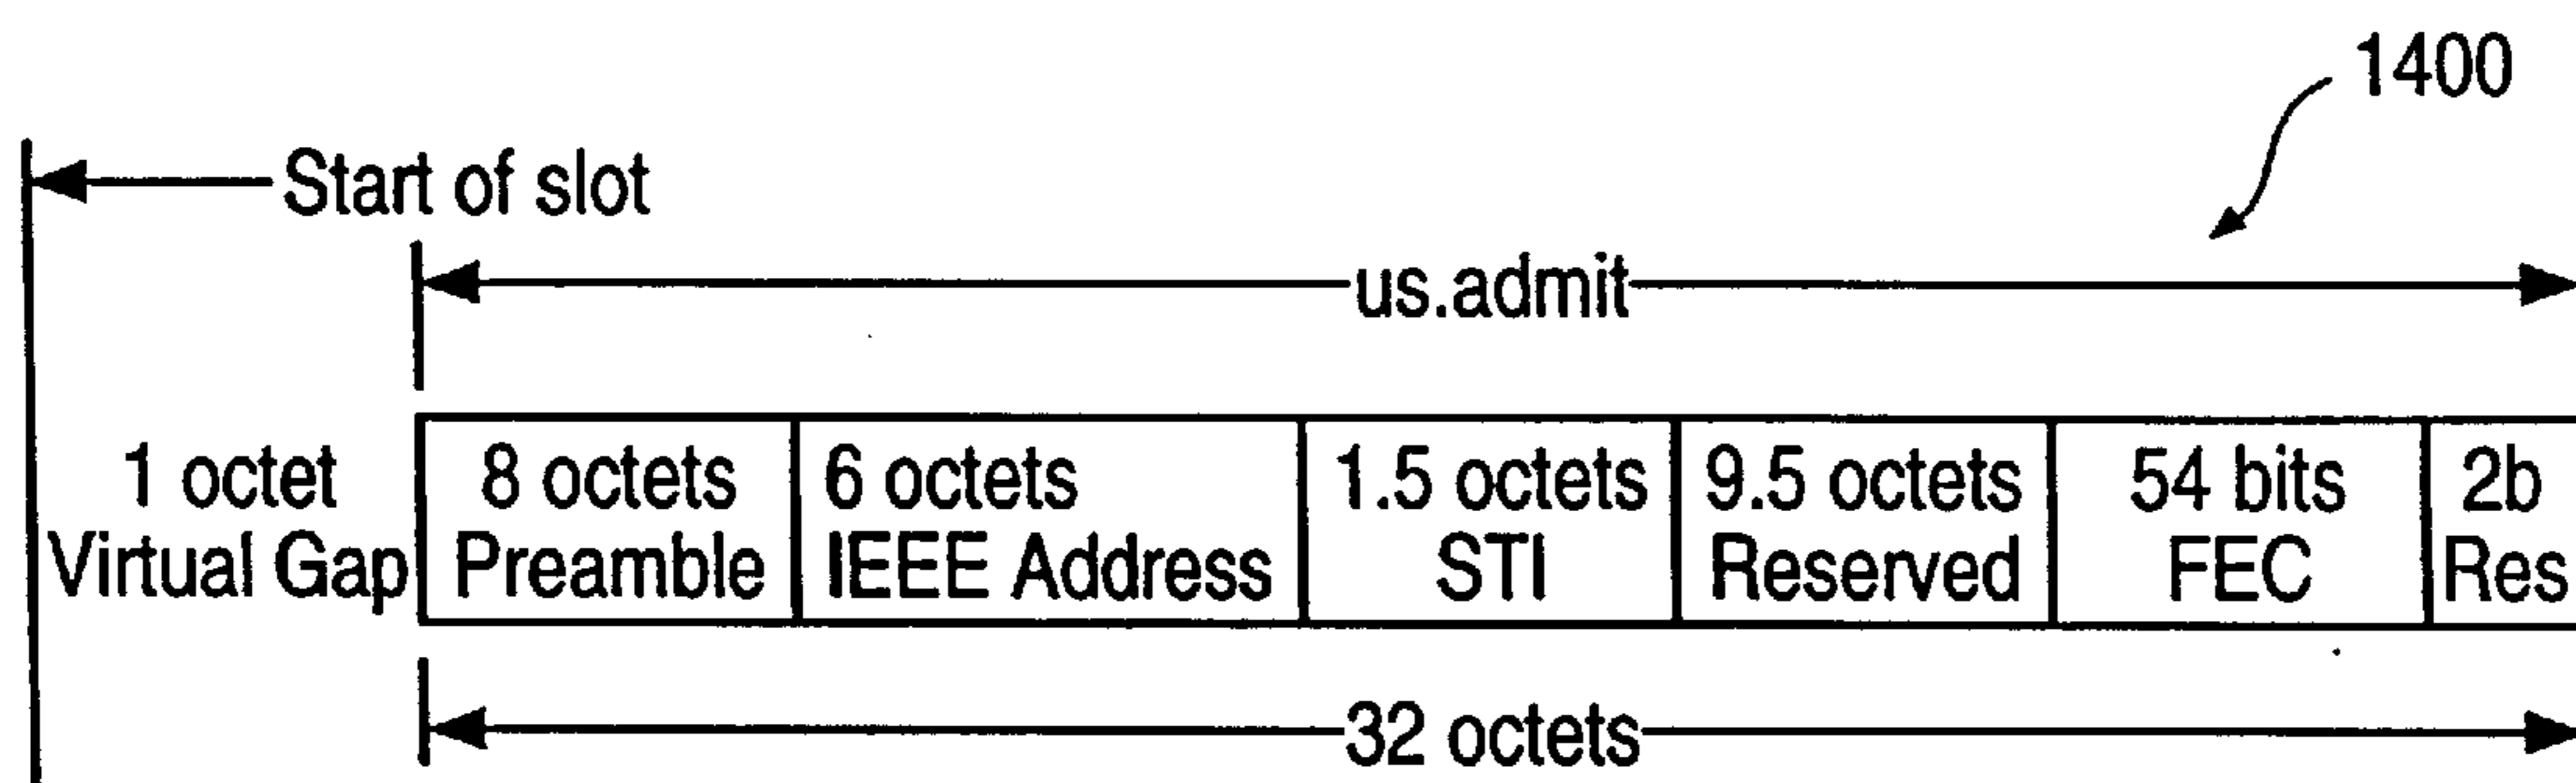 1400
Start of slot
us.admit
1 octet
Virtual Gap
8 octets
Preamble
6 octets
IEEE Address
1.5 octets
STI
9.5 octets
Reserved
54 bits
FEC
2b
Res
32 octets